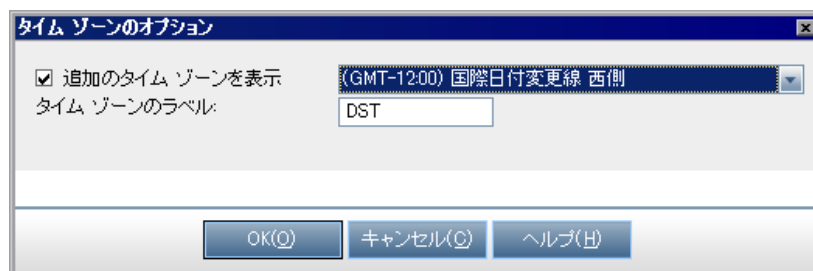 タイム ゾーンのオプション
追加のタイム ゾーンを表示 (GMT-12:00) 国際日付変更線 西側
タイム ゾーンのラベル: DST
OK(O) キャンセル(C) ヘルプ(H)